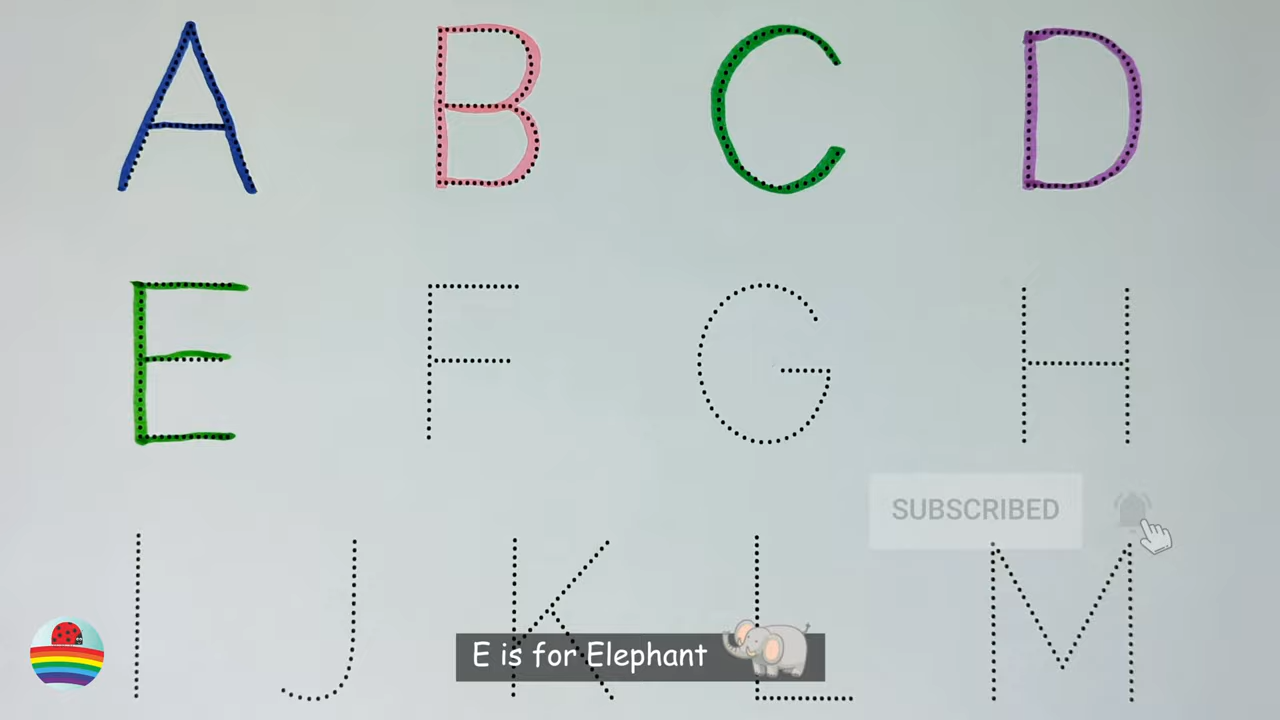 A B C D
E F G H
SUBSCRIBED
I J K L M
E is for Elephant